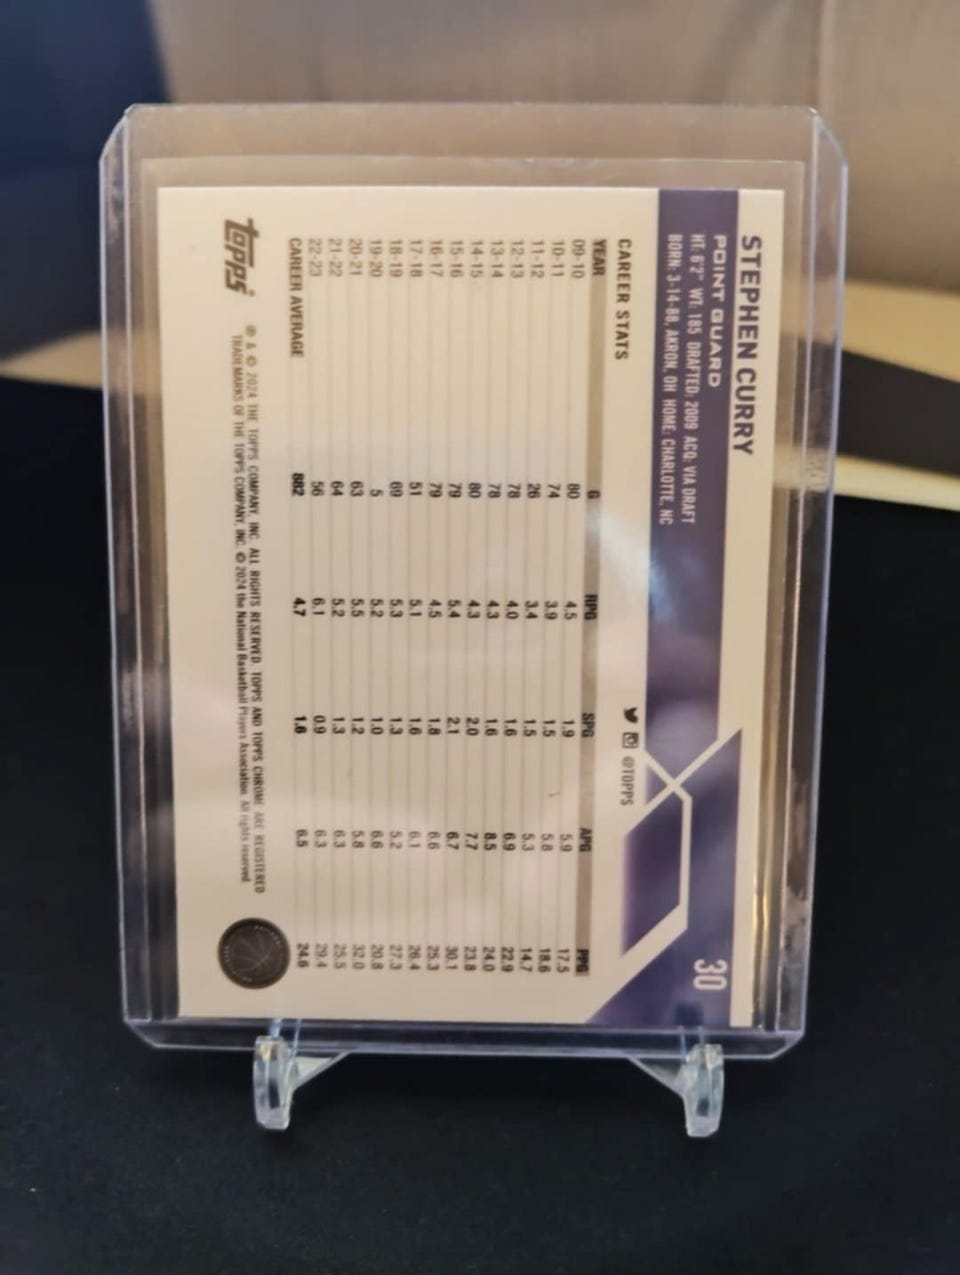 STEPHEN CURRY
30
POINT GUARD
HT: 6'2" WT: 185 DRAFTED: 2009 ACQ: VIA DRAFT
BORN: 3-14-88, AKRON, OH HOME: CHARLOTTE, NC
CAREER STATS @TOPPS
YEAR G RPG SPG APG PPG
09-10 80 4.5 1.9 5.9 17.5
10-11 74 3.9 1.5 5.8 18.6
11-12 26 3.4 1.5 5.3 14.7
12-13 78 4.0 1.6 6.9 22.9
13-14 78 4.3 1.6 8.5 24.0
14-15 80 4.3 2.0 7.7 23.8
15-16 79 5.4 2.1 6.7 30.1
16-17 79 4.5 1.8 6.6 25.3
17-18 51 5.1 1.6 6.1 26.4
18-19 69 5.3 1.3 5.2 27.3
19-20 5 5.2 1.0 6.6 20.8
20-21 63 5.5 1.2 5.8 32.0
21-22 64 5.2 1.3 6.3 25.5
22-23 56 6.1 0.9 6.3 29.4
CAREER AVERAGE 882 4.7 1.6 6.5 24.6
topps
® & © 2024 THE TOPPS COMPANY, INC. ALL RIGHTS RESERVED. TOPPS AND TOPPS CHROME ARE REGISTERED
TRADEMARKS OF THE TOPPS COMPANY, INC. © 2024 the National Basketball Players Association. All rights reserved.